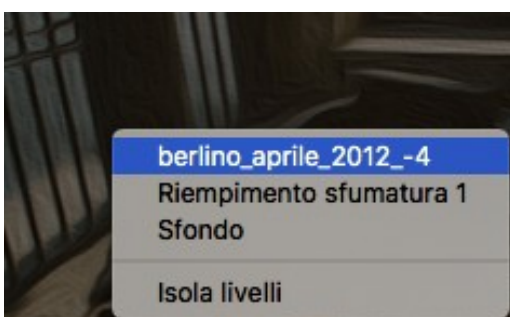 berlino_aprile_2012_-4
Riempimento sfumatura 1
Sfondo
Isola livelli